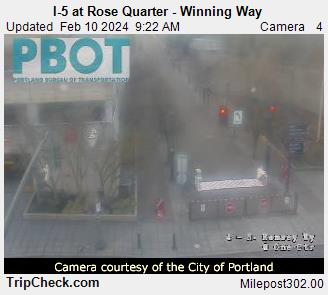 I-5 at Rose Quarter - Winning Way
Updated Feb 10 2024 9:22 AM Camera 4
PBOT
PORTLAND BUREAU OF TRANSPORTATION
Camera courtesy of the City of Portland
TripCheck.com Milepost302.00